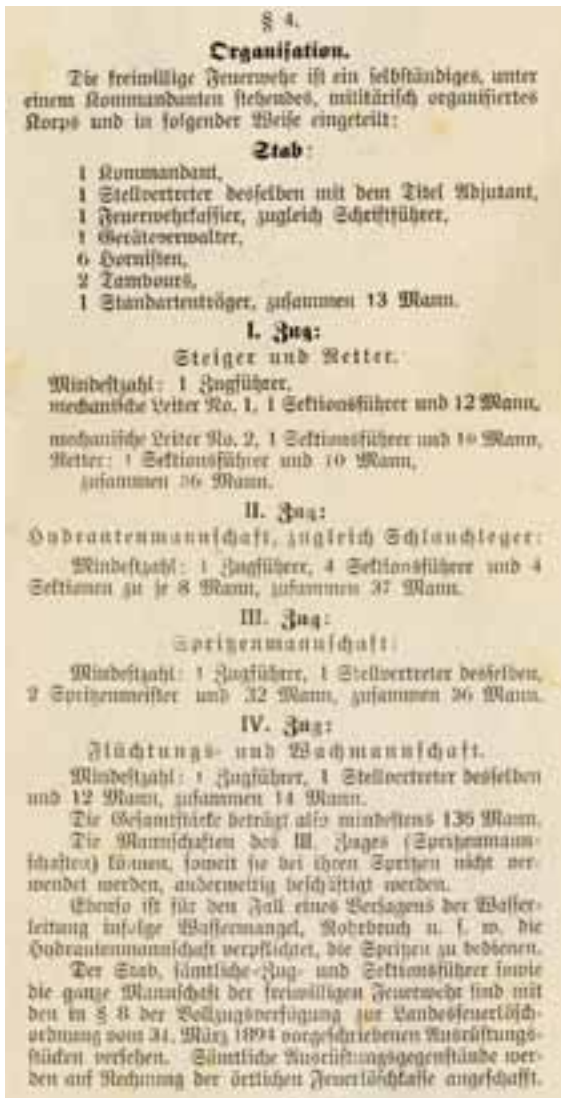 § 4.
Organisation.
Die freiwillige Feuerwehr ist ein selbständiges, unter
einem Kommandanten stehendes, militärisch organisiertes
Korps und in folgender Weise eingeteilt:
Stab:
1 Kommandant,
1 Stellvertreter desselben mit dem Titel Adjutant,
1 Feuerwehrkassier, zugleich Schriftführer,
1 Geräteverwalter,
6 Hornisten,
2 Tambours,
1 Standartenträger, zusammen 13 Mann.
I. Zug:
Steiger und Retter.
Mindestzahl: 1 Zugführer,
mechanische Leiter No. 1, 1 Sektionsführer und 12 Mann,
mechanische Leiter No. 2, 1 Sektionsführer und 10 Mann,
Retter: 1 Sektionsführer und 10 Mann,
zusammen 36 Mann.
II. Zug:
Hydrantenmannschaft, zugleich Schlauchleger:
Mindestzahl: 1 Zugführer, 4 Sektionsführer und 4
Sektionen zu je 8 Mann, zusammen 37 Mann.
III. Zug:
Spritzenmannschaft:
Mindestzahl: 1 Zugführer, 1 Stellvertreter desselben,
2 Spritzenmeister und 32 Mann, zusammen 36 Mann.
IV. Zug:
Flüchtungs- und Wachmannschaft.
Mindestzahl: 1 Zugführer, 1 Stellvertreter desselben
und 12 Mann, zusammen 14 Mann.
Die Gesamtstärke beträgt also mindestens 136 Mann.
Die Mannschaften des III. Zuges (Spritzenmann-
schaften) können, soweit sie bei ihren Spritzen nicht ver-
wendet werden, anderweitig beschäftigt werden.
Ebenso ist für den Fall eines Versagens der Wasser-
leitung infolge Wassermangel, Rohrbruch u. s. w. die
Hydrantenmannschaft verpflichtet, die Spritzen zu bedienen.
Der Stab, sämtliche Zug- und Sektionsführer sowie
die ganze Mannschaft der freiwilligen Feuerwehr sind mit
den in § 8 der Vollzugsverfügung zur Landesfeuerlösch-
ordnung vom 31. März 1894 vorgeschriebenen Ausrüstungs-
stücken versehen. Sämtliche Ausrüstungsgegenstände wer-
den auf Rechnung der örtlichen Feuerlöschkasse angeschafft.